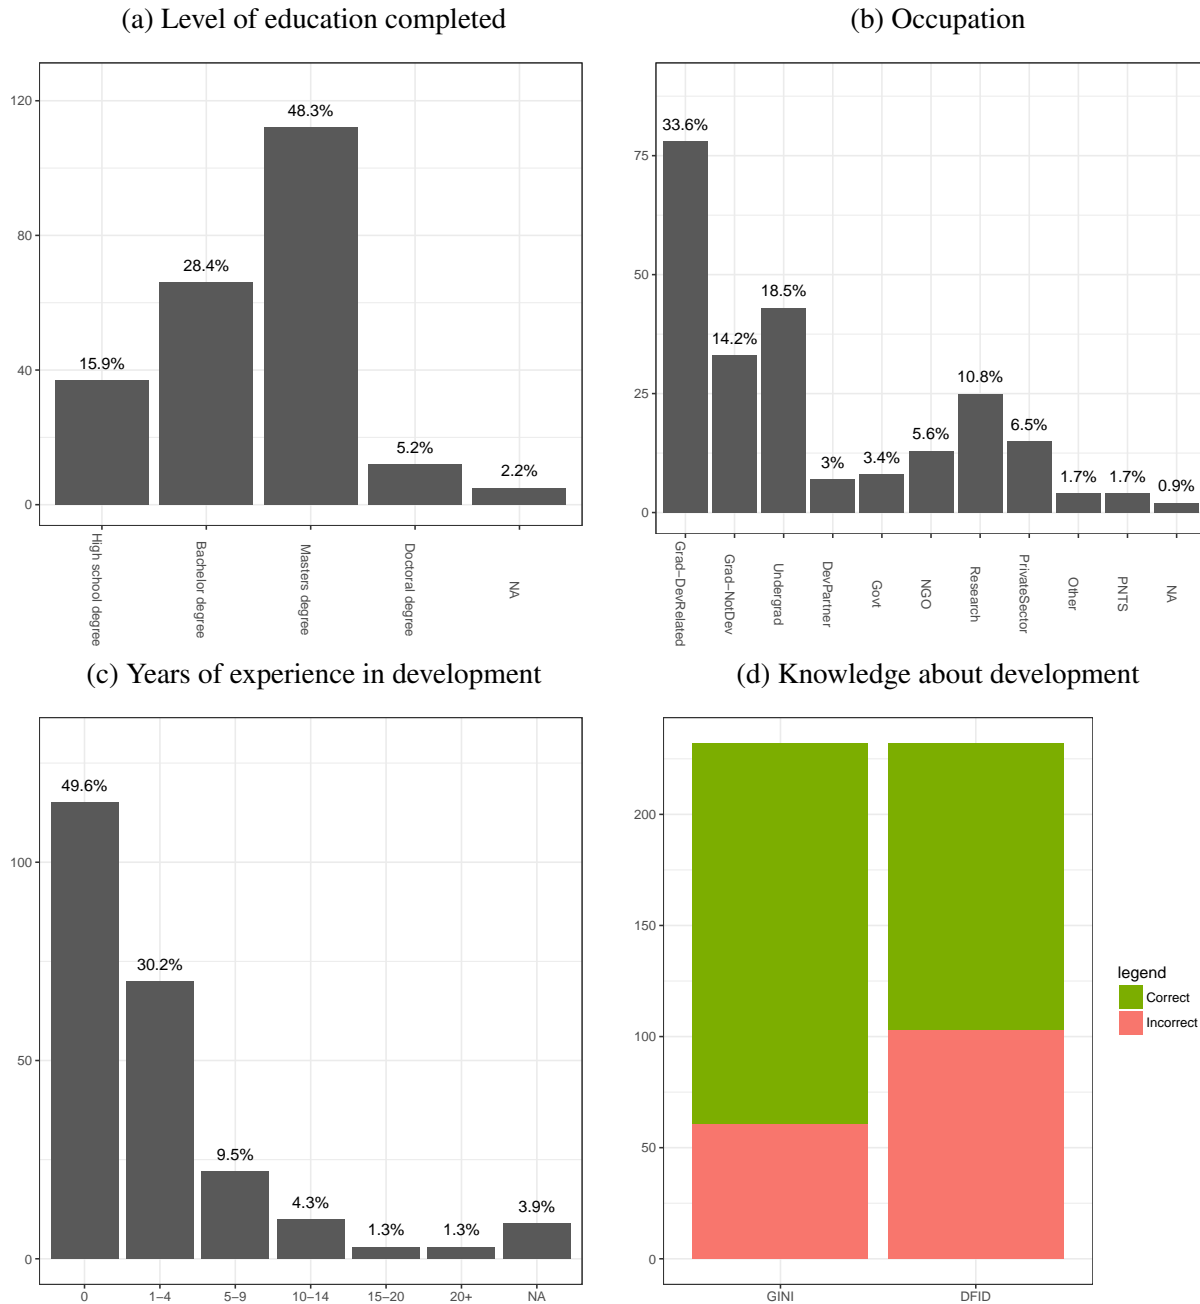 (a) Level of education completed
120
80
40
0
15.9%
28.4%
48.3%
5.2%
2.2%
High school degree
Bachelor degree
Masters degree
Doctoral degree
NA
(b) Occupation
75
50
25
0
33.6%
14.2%
18.5%
3%
3.4%
5.6%
10.8%
6.5%
1.7%
1.7%
0.9%
Grad−DevRelated
Grad−NotDev
Undergrad
DevPartner
Govt
NGO
Research
PrivateSector
Other
PNTS
NA
(c) Years of experience in development
100
50
0
49.6%
30.2%
9.5%
4.3%
1.3%
1.3%
3.9%
0
1−4
5−9
10−14
15−20
20+
NA
(d) Knowledge about development
200
150
100
50
0
GINI
DFID
legend
Correct
Incorrect